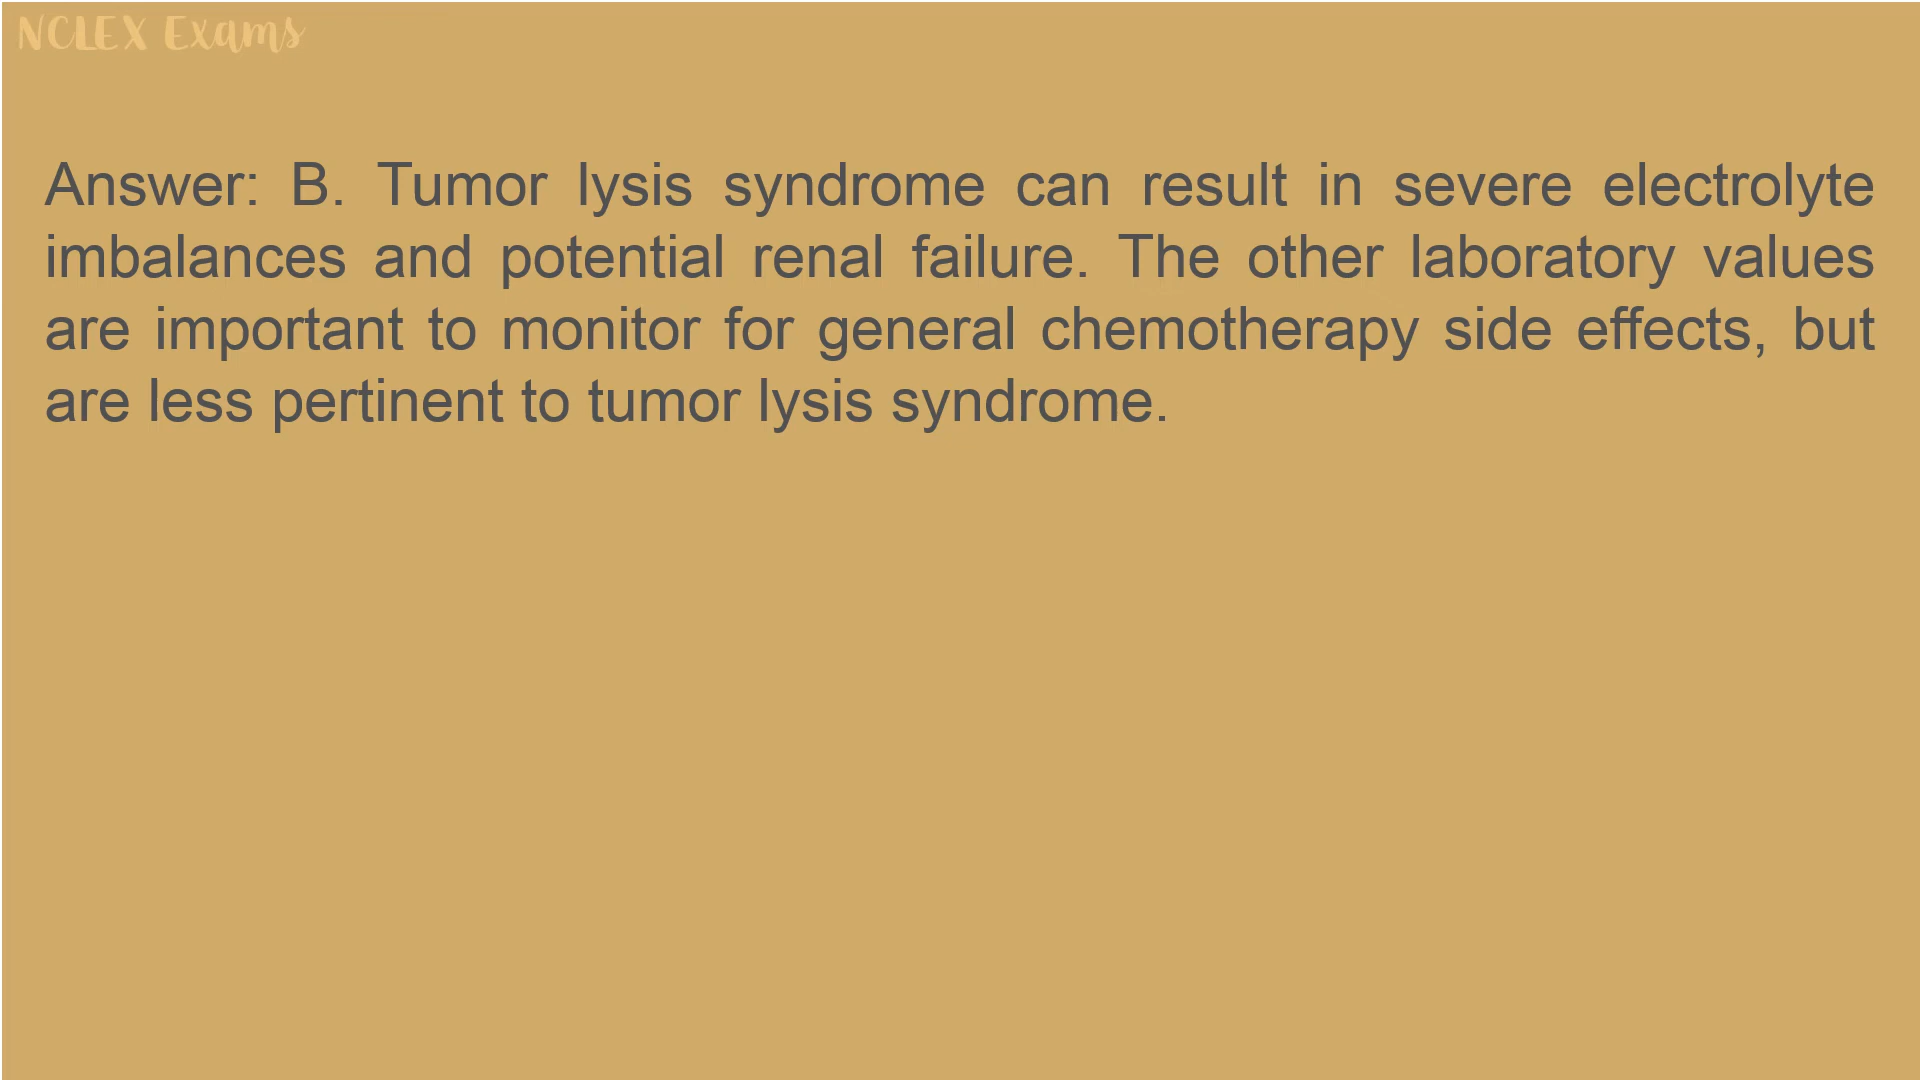 NCLEX Exams
Answer: B. Tumor lysis syndrome can result in severe electrolyte
imbalances and potential renal failure. The other laboratory values
are important to monitor for general chemotherapy side effects, but
are less pertinent to tumor lysis syndrome.